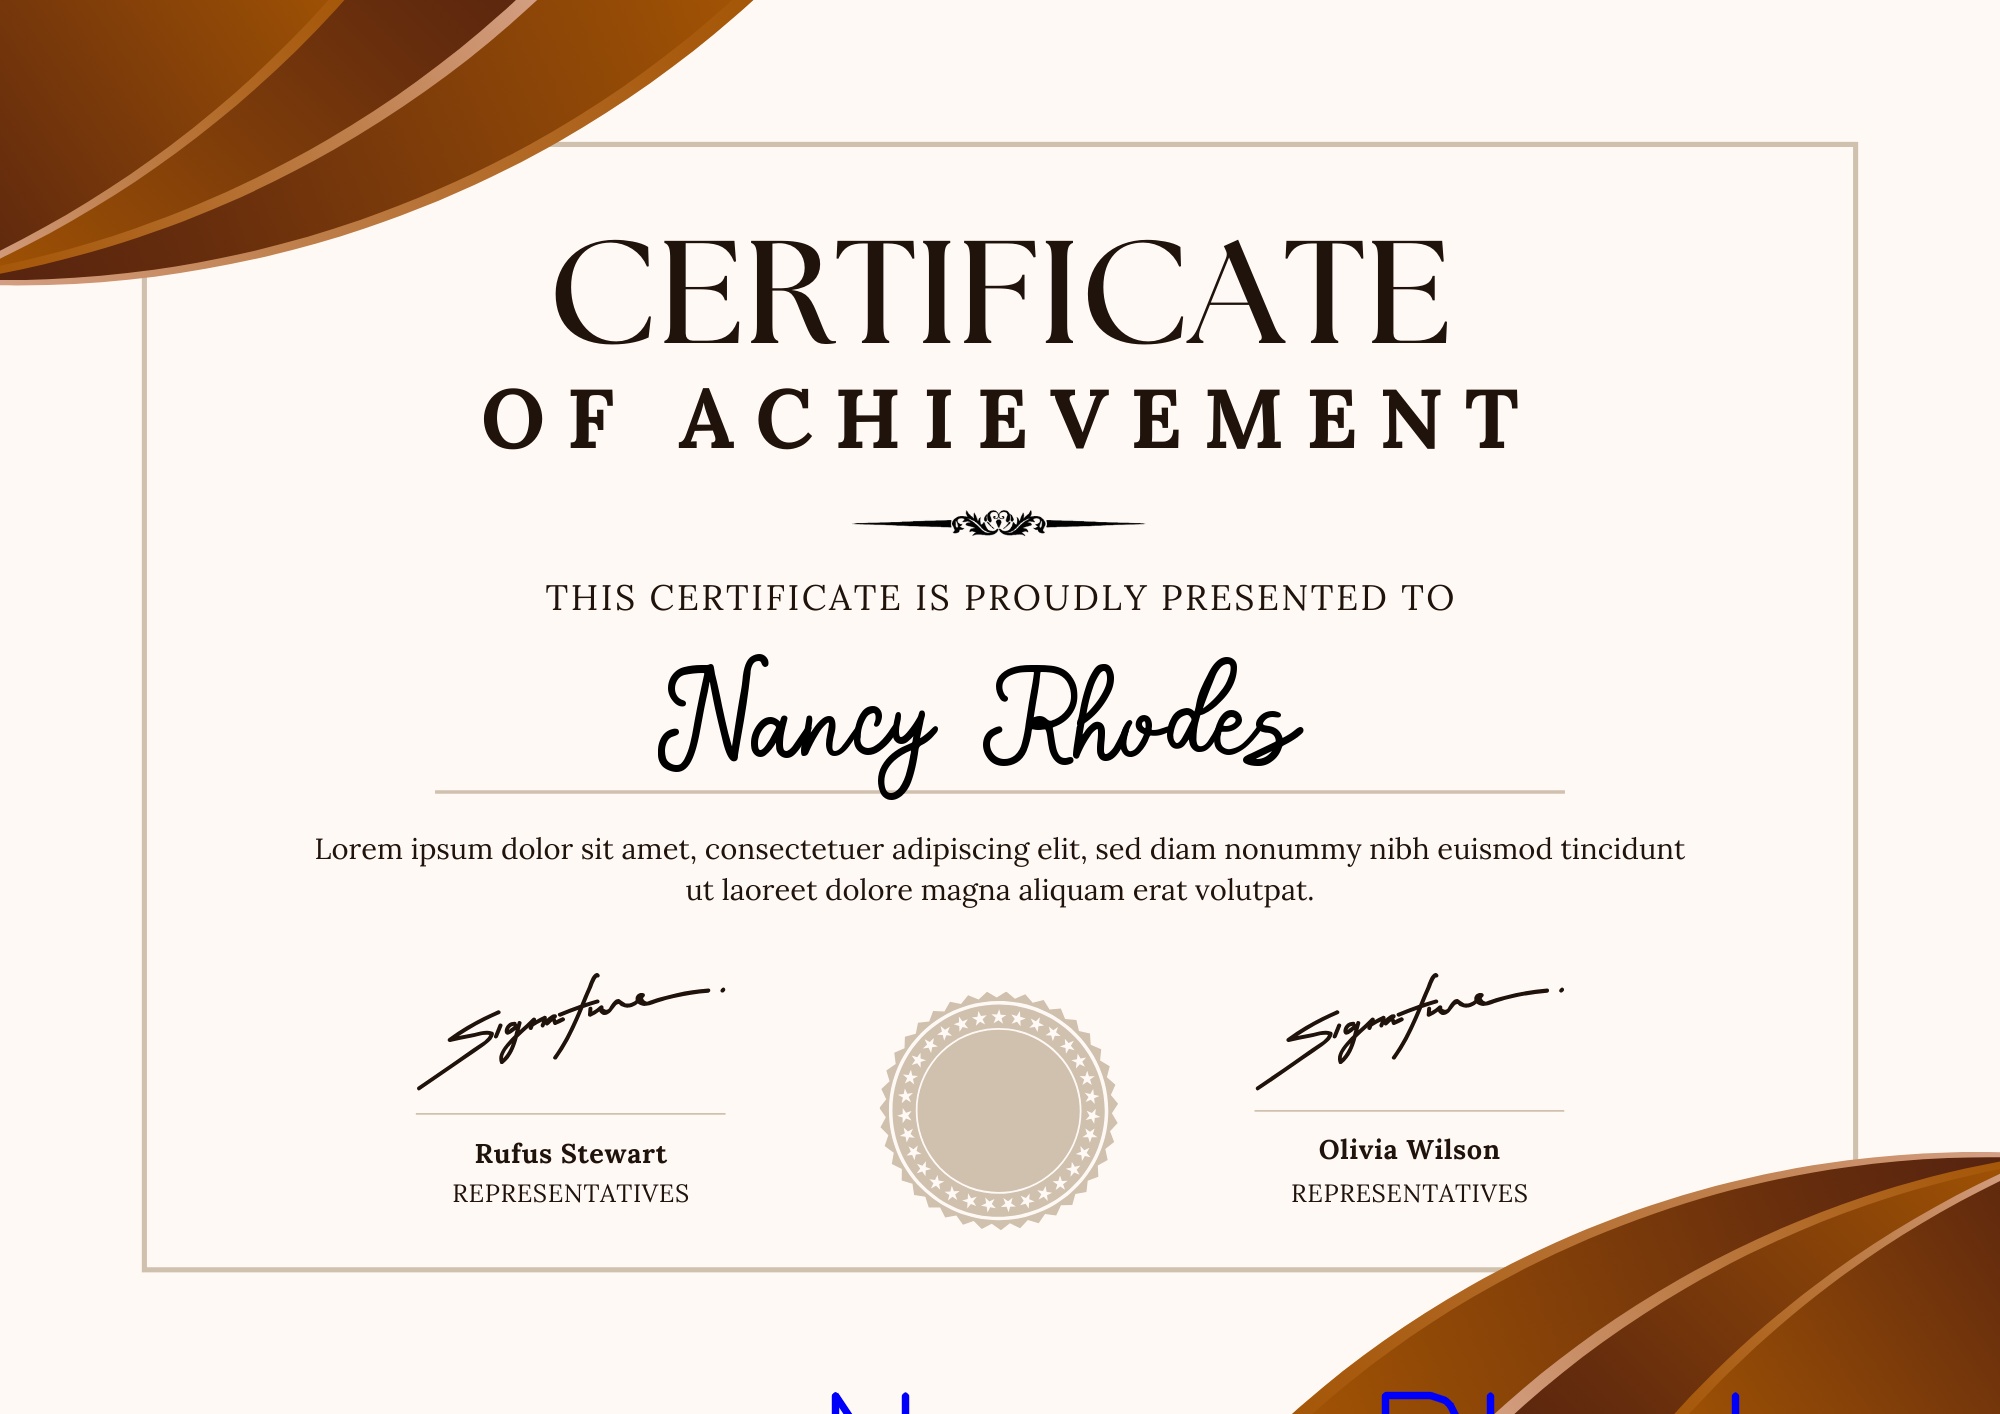 CERTIFICATE
OF ACHIEVEMENT
THIS CERTIFICATE IS PROUDLY PRESENTED TO
Nancy Rhodes
Lorem ipsum dolor sit amet, consectetuer adipiscing elit, sed diam nonummy nibh euismod tincidunt
ut laoreet dolore magna aliquam erat volutpat.
Signature Signature
Rufus Stewart Olivia Wilson
REPRESENTATIVES REPRESENTATIVES